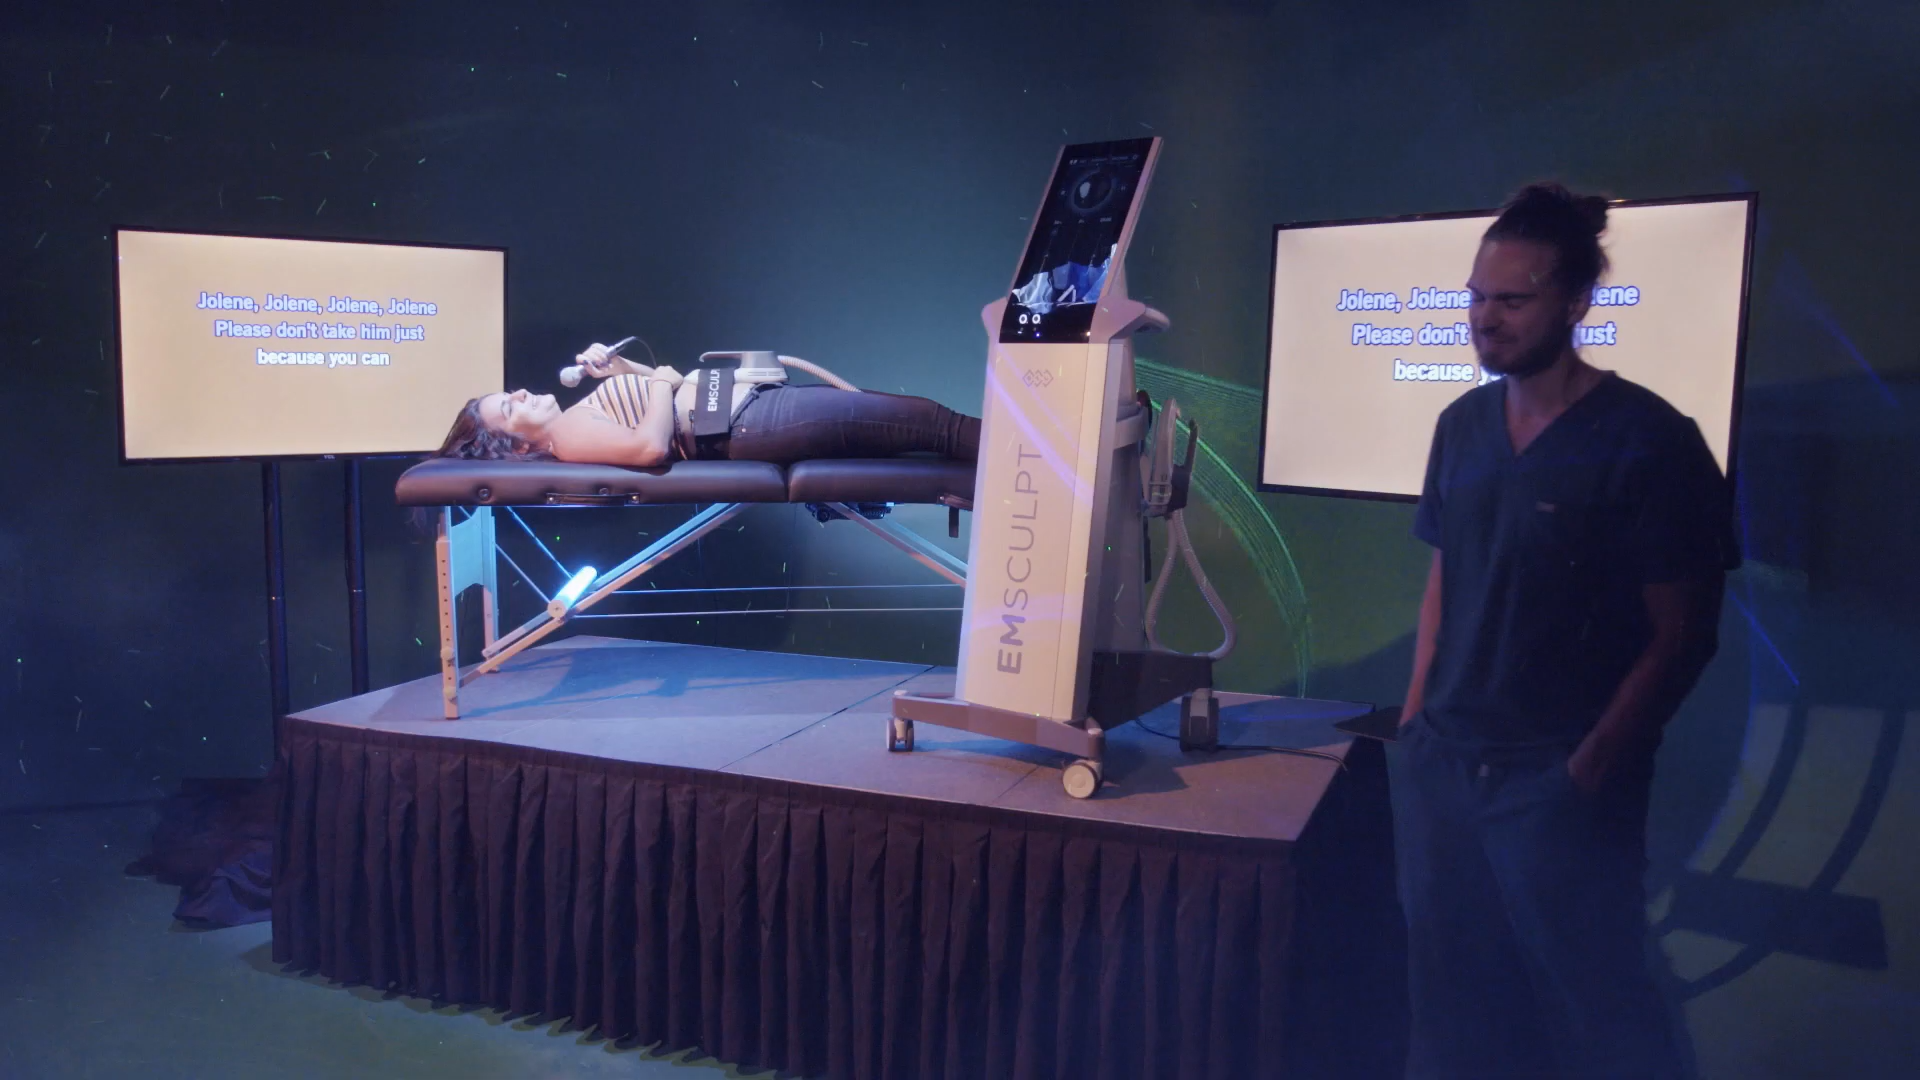 Jolene, Jolene, Jolene, Jolene
Please don't take him just
because you can
EMSCULPT
EMSCULPT
Jolene, Jolene
Please don't just
because